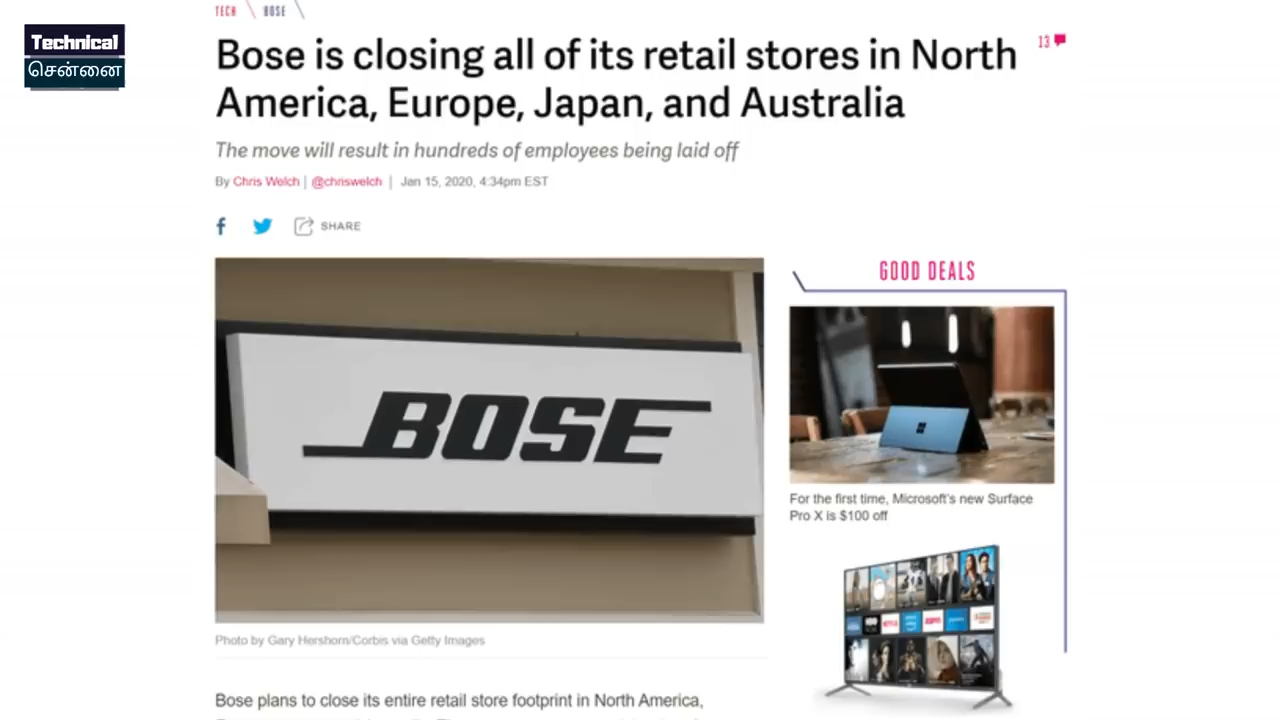 Technical
சென்னை
TECH
BOSE
Bose is closing all of its retail stores in North
America, Europe, Japan, and Australia
13
The move will result in hundreds of employees being laid off
By Chris Welch | @chriswelch | Jan 15, 2020, 4:34pm EST
SHARE
BOSE
Photo by Gary Hershorn/Corbis via Getty Images
Bose plans to close its entire retail store footprint in North America,
GOOD DEALS
For the first time, Microsoft's new Surface
Pro X is $100 off